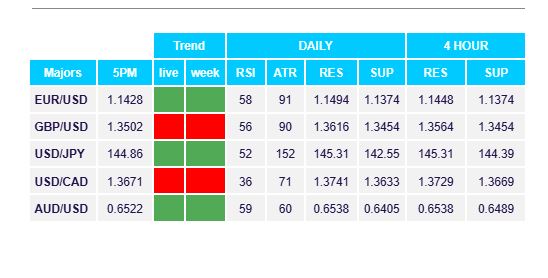 Trend DAILY 4 HOUR
Majors 5PM live week RSI ATR RES SUP RES SUP
EUR/USD 1.1428 58 91 1.1494 1.1374 1.1448 1.1374
GBP/USD 1.3502 56 90 1.3616 1.3454 1.3564 1.3454
USD/JPY 144.86 52 152 145.31 142.55 145.31 144.39
USD/CAD 1.3671 36 71 1.3741 1.3633 1.3729 1.3669
AUD/USD 0.6522 59 60 0.6538 0.6405 0.6538 0.6489